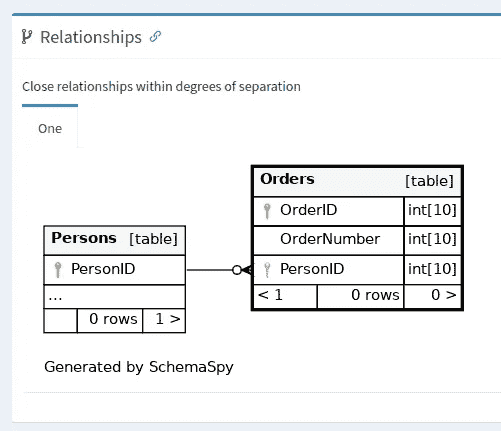 Relationships
Close relationships within degrees of separation
One
Orders [table]
OrderID int[10]
OrderNumber int[10]
PersonID int[10]
< 1 0 rows 0 >
Persons [table]
PersonID
...
0 rows 1 >
Generated by SchemaSpy